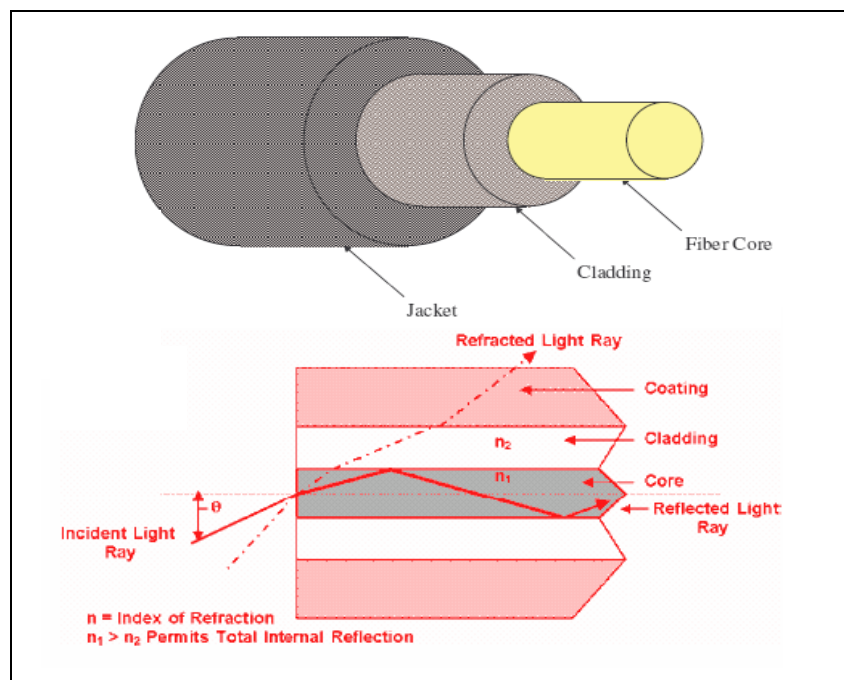 Fiber Core
Cladding
Jacket
Refracted Light Ray
Coating
n₂
Cladding
n₁
Core
θ
Reflected Light
Ray
Incident Light
Ray
n = Index of Refraction
n₁ > n₂ Permits Total Internal Reflection